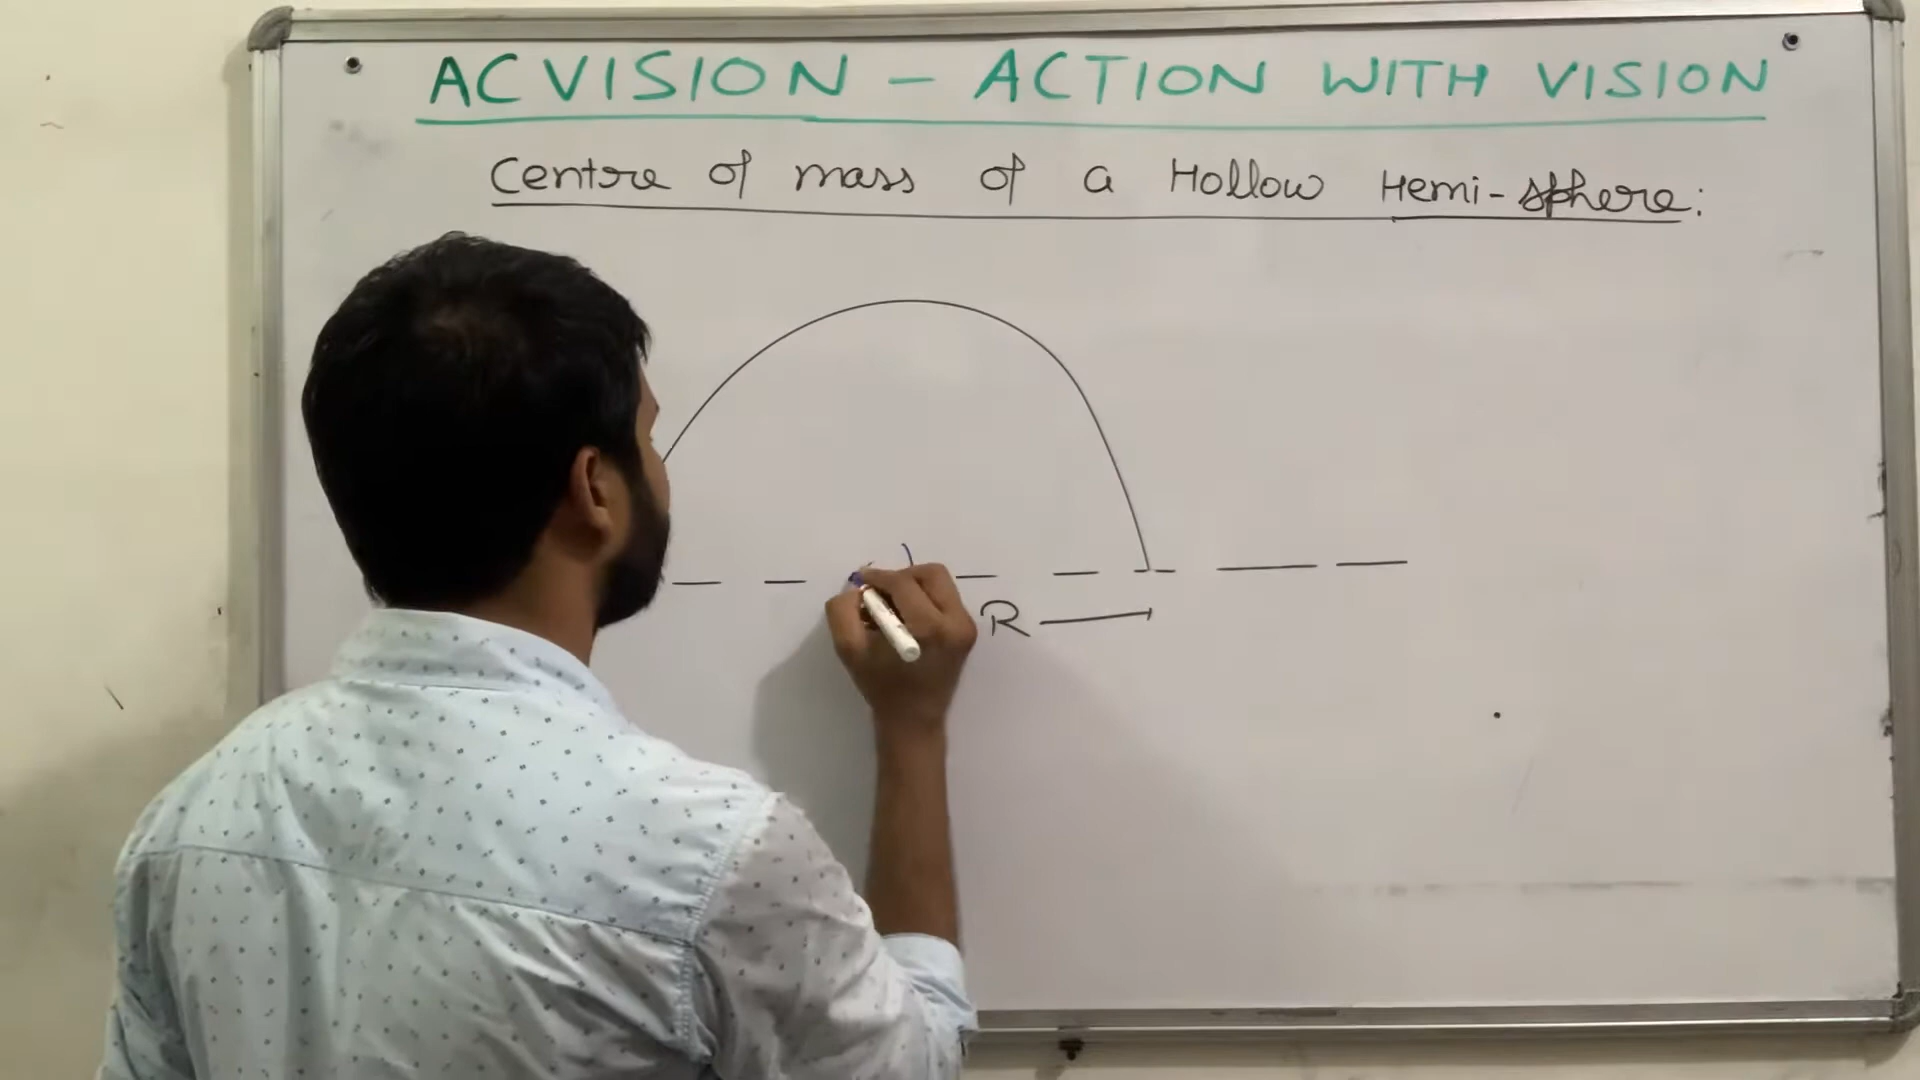 ACVISION - ACTION WITH VISION
Centre of mass of a Hollow Hemi-sphere:
R